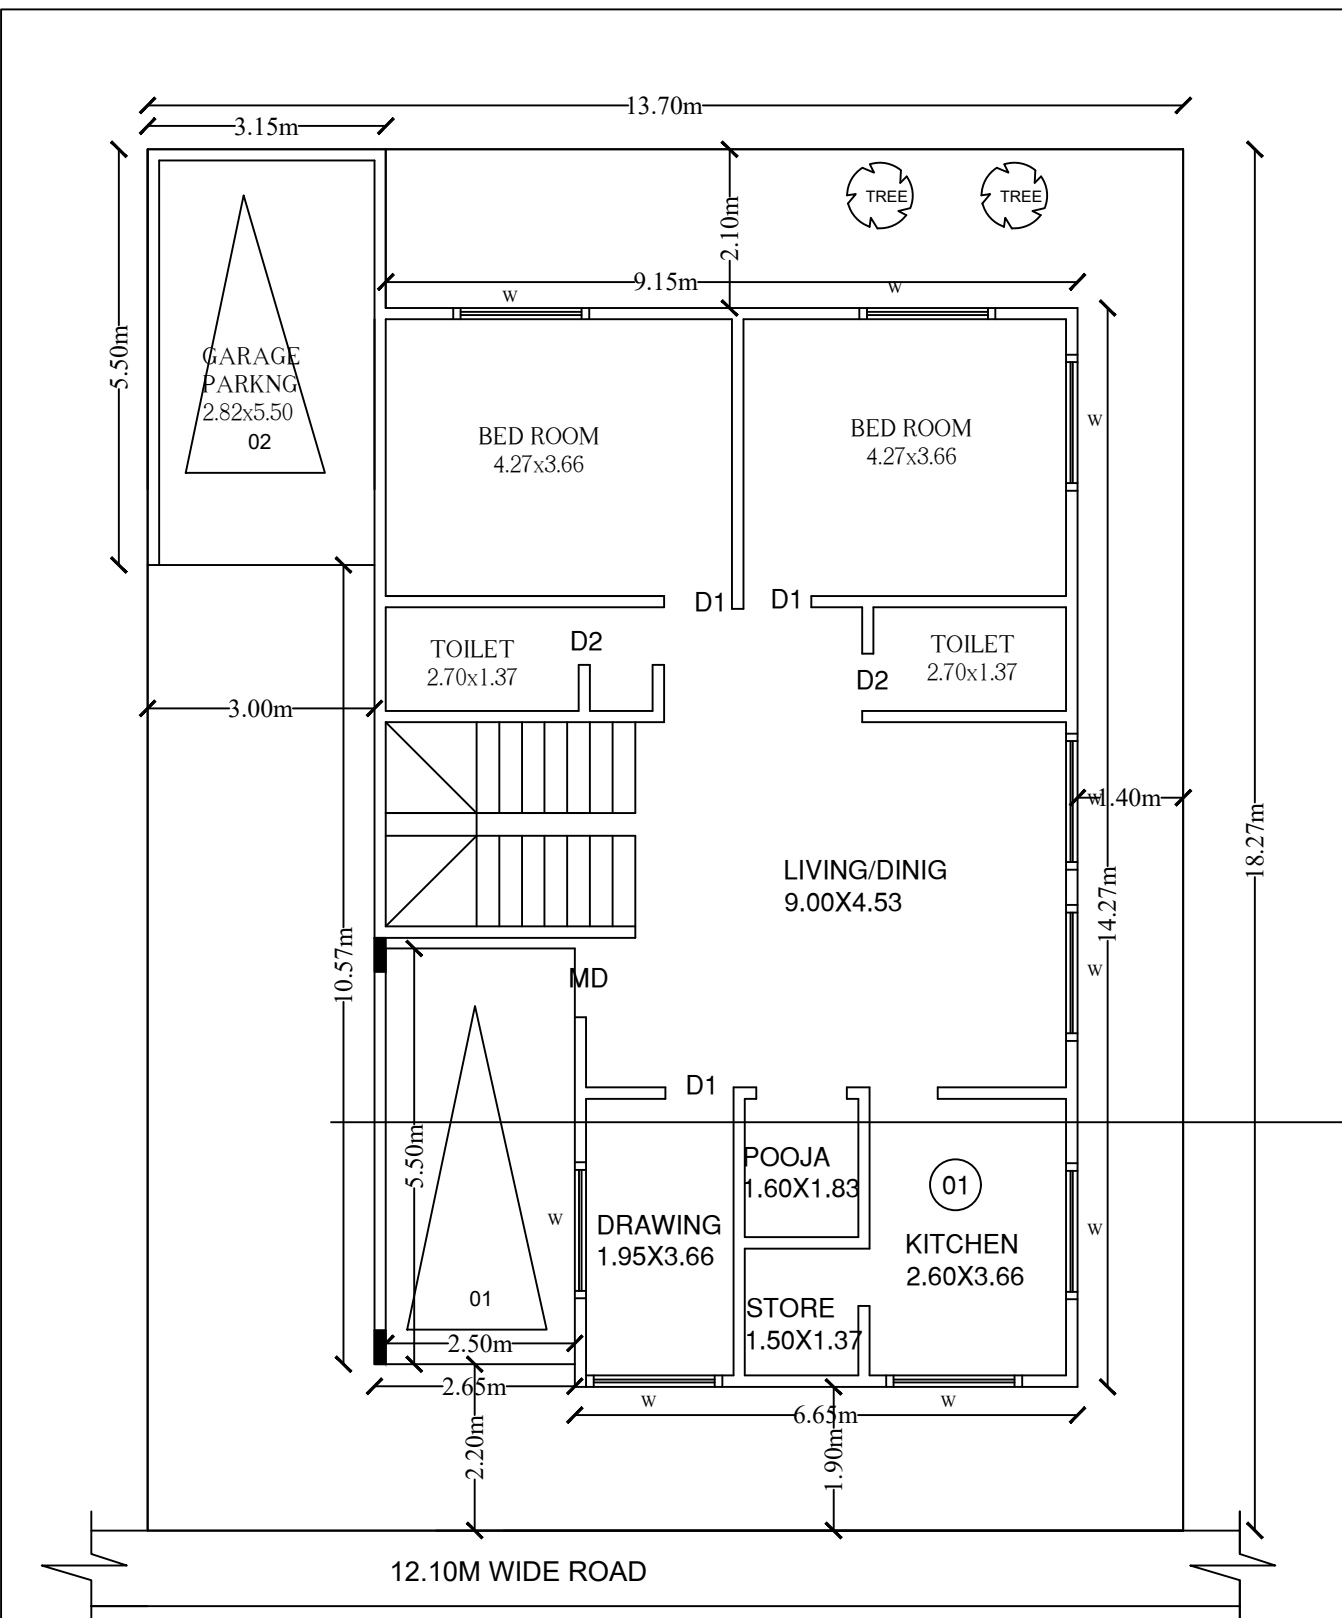 13.70m
3.15m
TREE
TREE
2.10m
9.15m
w
w
5.50m
GARAGE
PARKNG
2.82x5.50
02
BED ROOM
4.27x3.66
BED ROOM
4.27x3.66
w
D1
D1
TOILET
2.70x1.37
D2
TOILET
2.70x1.37
D2
3.00m
w
1.40m
18.27m
LIVING/DINIG
9.00X4.53
14.27m
10.57m
MD
w
D1
5.50m
POOJA
1.60X1.83
01
w
DRAWING
1.95X3.66
KITCHEN
2.60X3.66
w
01
STORE
1.50X1.37
2.50m
2.65m
w
w
6.65m
2.20m
1.90m
12.10M WIDE ROAD